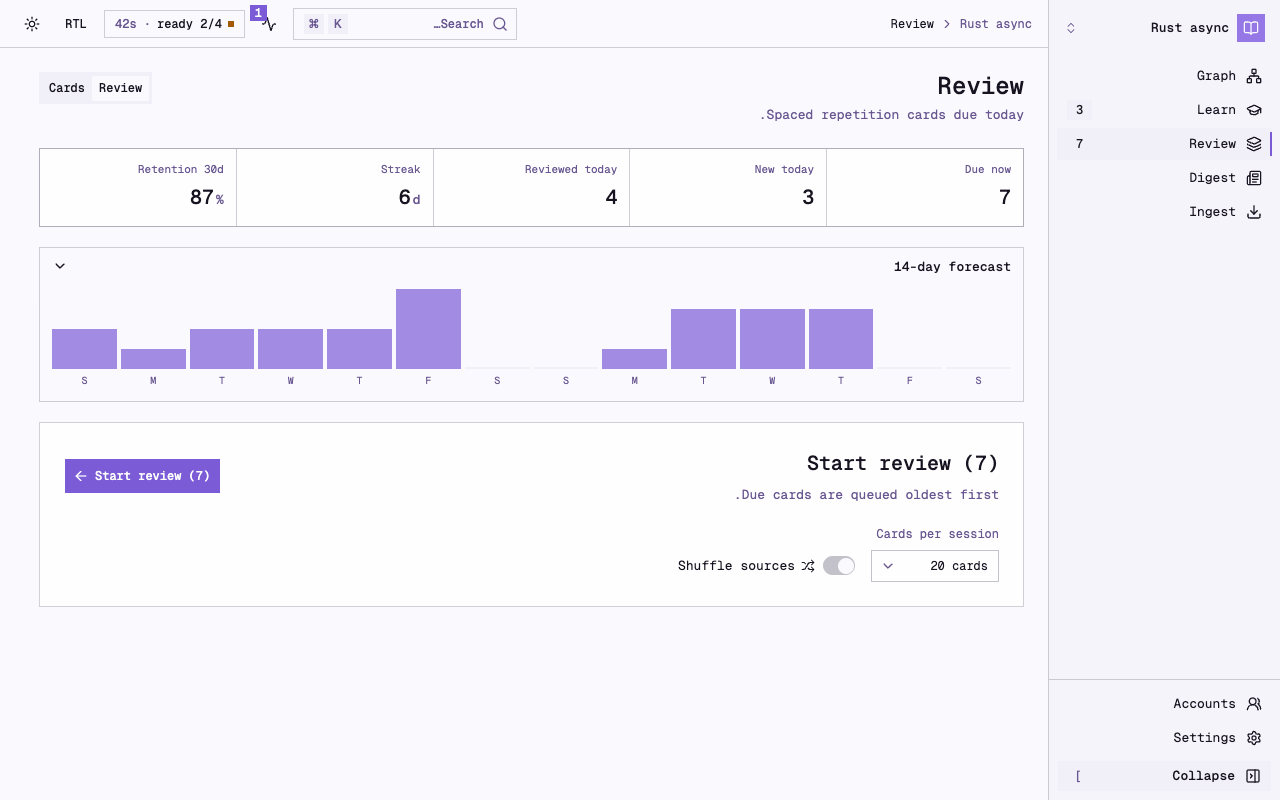 Rust async
Graph
Learn 3
Review 7
Digest
Ingest
Accounts
Settings
Collapse [
Review > Rust async
Search…
⌘ K
1
42s · ready 2/4
RTL
Review
Spaced repetition cards due today.
Cards Review
Due now
7
New today
3
Reviewed today
4
Streak
6d
Retention 30d
87%
14-day forecast
S M T W T F S S M T W T F S
Start review (7)
Due cards are queued oldest first.
Start review (7)
Cards per session
20 cards
Shuffle sources